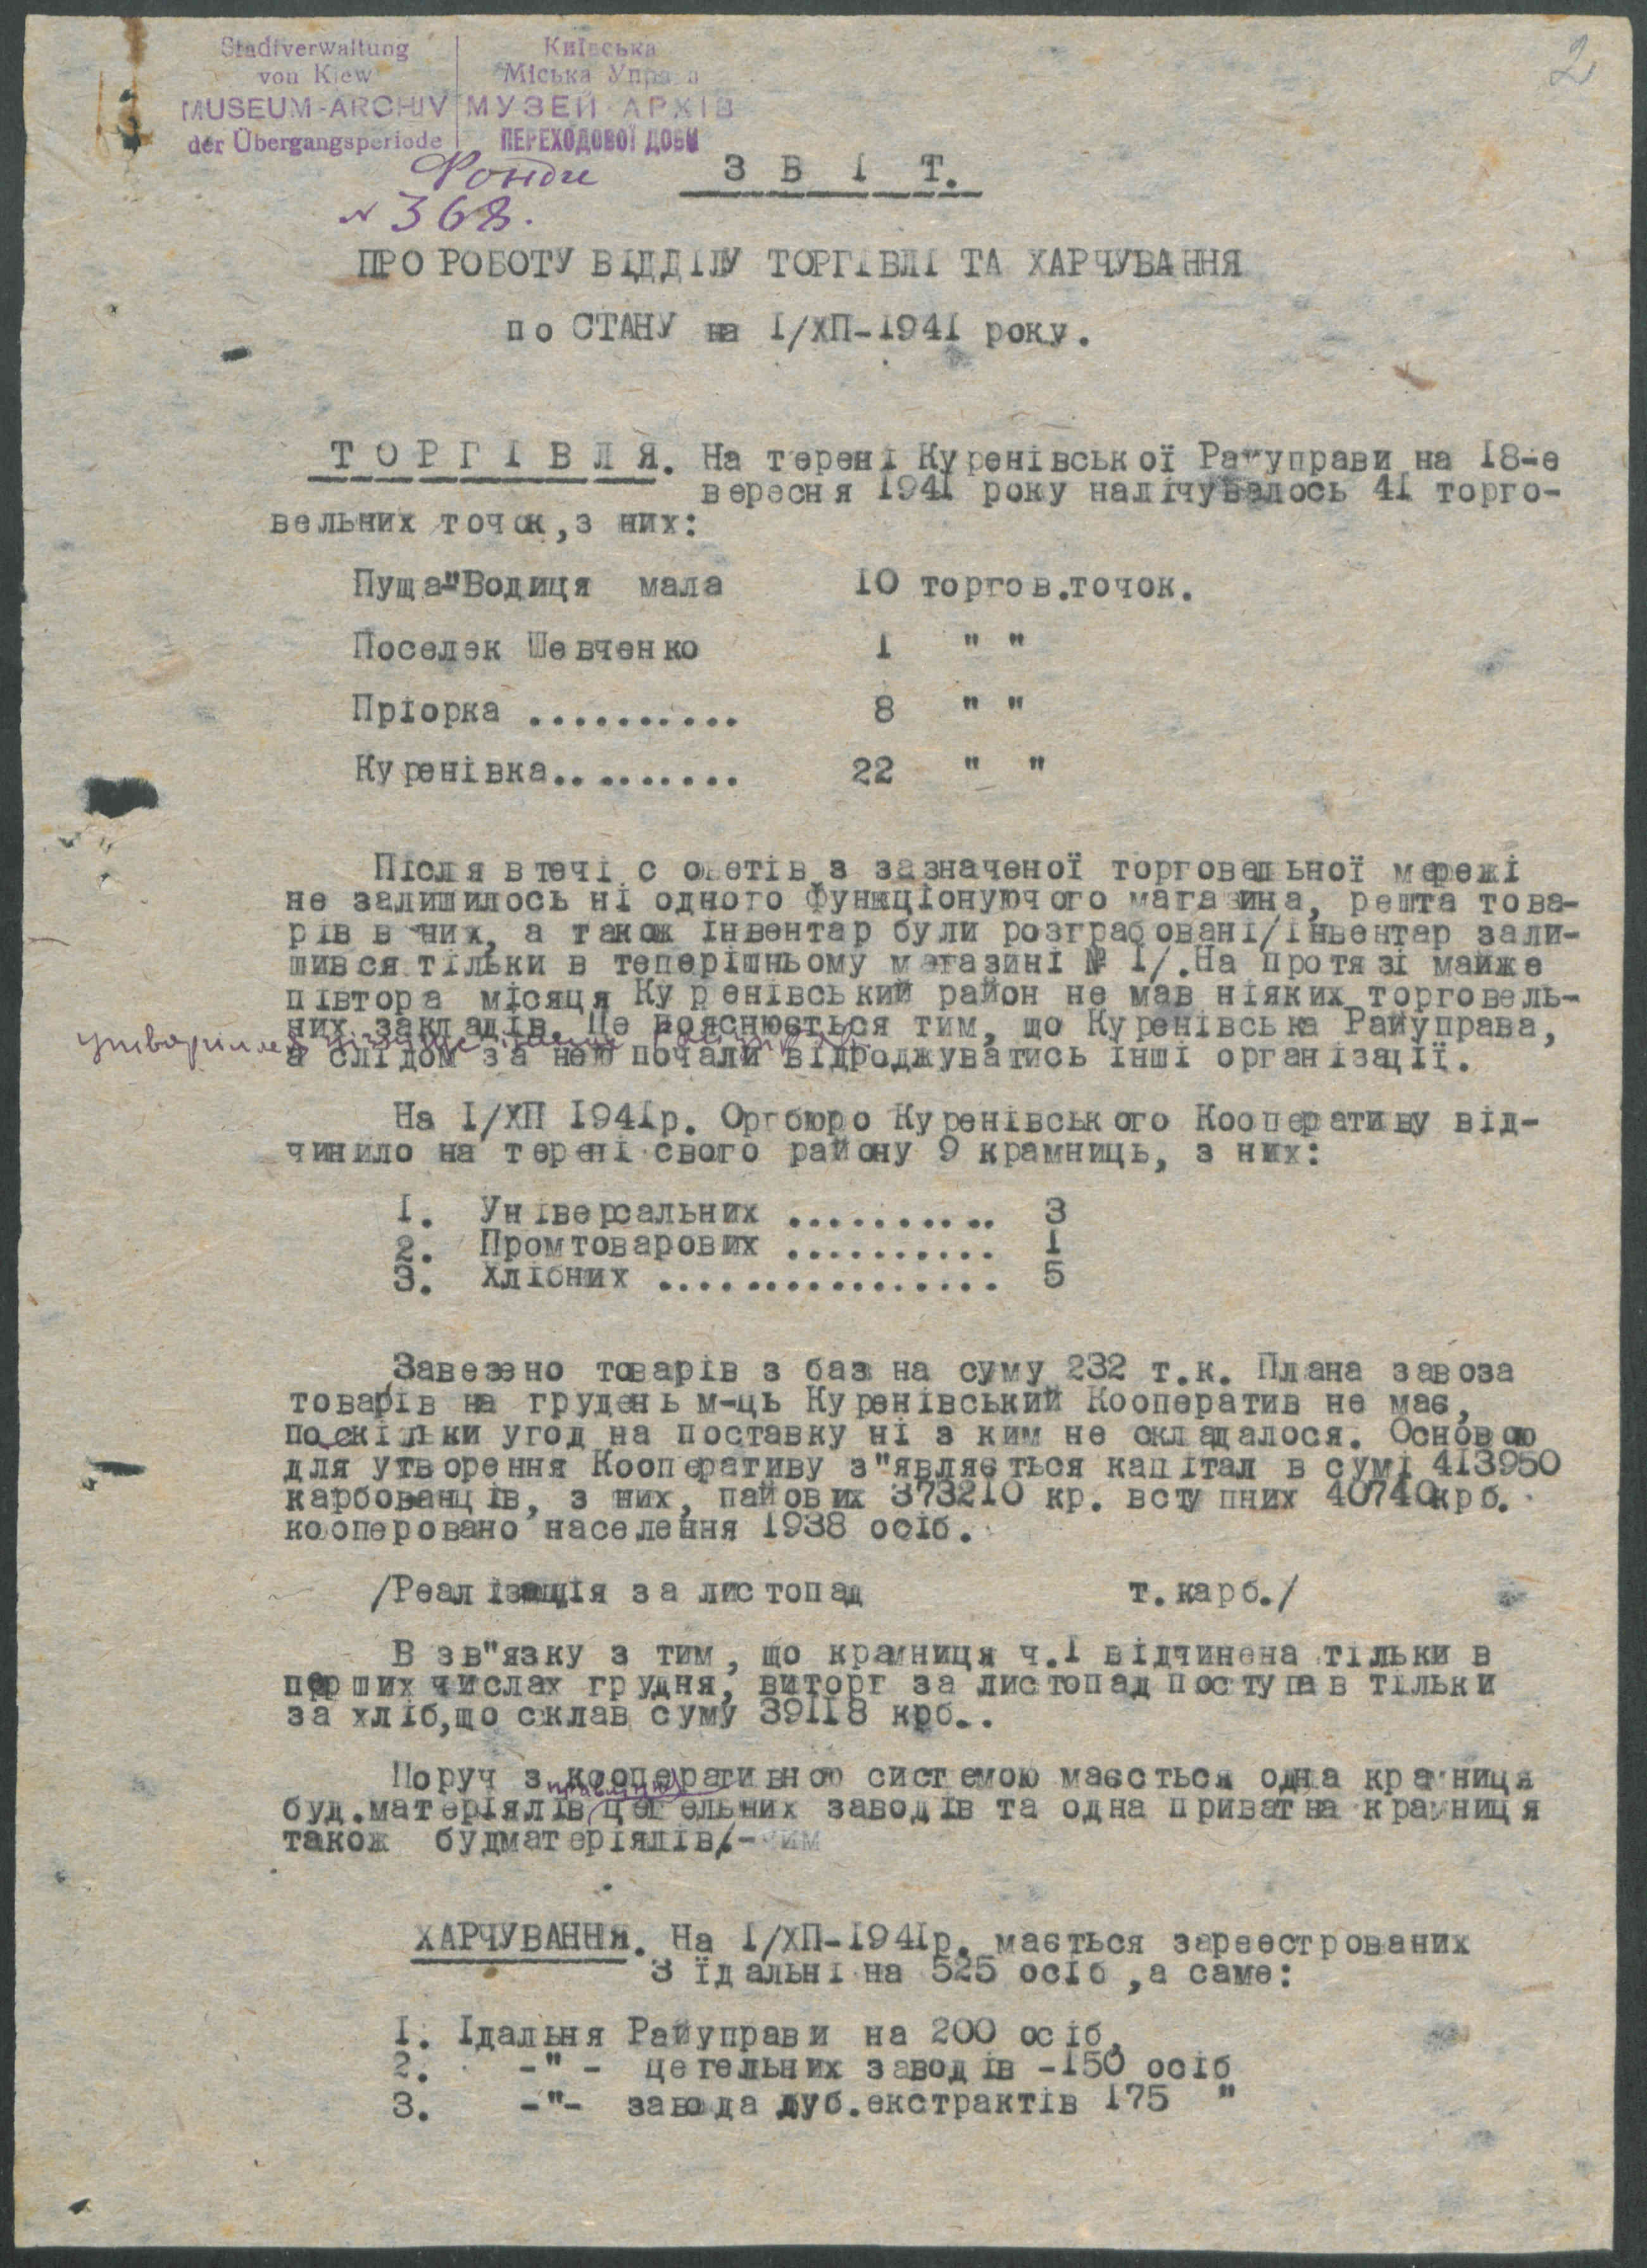 2
Stadtverwaltung
von Kiew
MUSEUM-ARCHIV
der Übergangsperiode
Київська
Міська Управа
МУЗЕЙ-АРХІВ
ПЕРЕХОДОВОЇ ДОБИ
Фонди
№ 368.
З В І Т.
ПРО РОБОТУ ВІДДІЛУ ТОРГІВЛІ ТА ХАРЧУВАННЯ
по СТАНУ на І/ХП-1941 року.
Т О Р Г І В Л Я. На терені Куренівської Райуправи на 18-е
вересня 1941 року налічувалось 41 торго-
вельних точок,з них:
Пуща"Водиця мала 10 торгов.точок.
Поселек Шевченко 1 " "
Пріорка .......... 8 " "
Куренівка.......... 22 " "
Після втечі советів з зазначеної торговельної мережі
не залишилось ні одного функціонуючого магазина, решта това-
рів в них, а також інвентар були розграбовані/інвентар зали-
шився тільки в теперішньому магазині № 1/.На протязі майже
півтора місяця Куренівський район не мав ніяких торговель-
них закладів. Це пояснюється тим, що Куренівська Райуправа,
а слідом за нею почали відроджуватись інші організації.
На І/ХП 1941р. Оргбюро Куренівського Кооперативу від-
чинило на терені свого району 9 крамниць, з них:
1. Універсальних .......... 3
2. Промтоварових .......... 1
3. Хлібних ................ 5
Завезено товарів з баз на суму 232 т.к. Плана завоза
товарів на грудень м-ць Куренівський Кооператив не має,
поскільки угод на поставку ні з ким не складалося. Основою
для утворення Кооперативу з"являється капітал в сумі 413950
карбованців, з них, пайових 373210 кр. вступних 40740крб.
кооперовано населення 1938 осіб.
/Реалізація за листопад т.карб./
В зв"язку з тим, що крамниця ч.1 відчинена тільки в
перших числах грудня, виторг за листопад поступав тільки
за хліб,що склав суму 39118 крб..
Поруч з кооперативною системою маєсться одна крамниця
буд.матеріялів цегельних заводів та одна приватна крамниця
також будматеріялів.-
ХАРЧУВАННЯ. На І/ХП-1941р. мається зареестрованих
3 їдальні на 525 осіб ,а саме:
1. Ідальня Райуправи на 200 осіб,
2. -"- цегельних заводів -150 осіб
3. -"- завода дуб.екстрактів 175 "